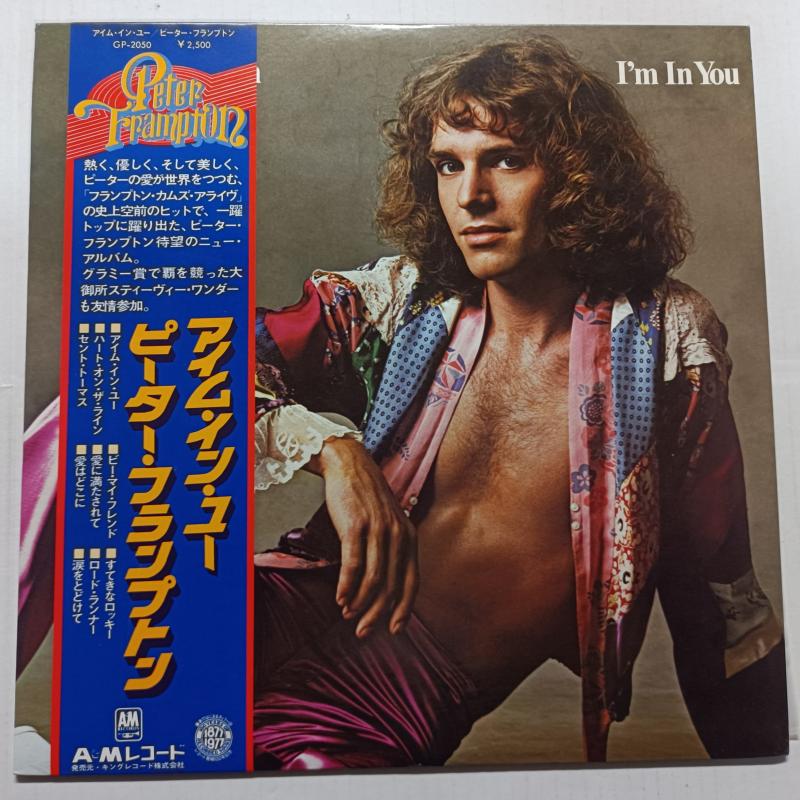 アイム・イン・ユー／ピーター・フランプトン
GP-2050 ￥2,500
Peter
Frampton
I'm In You
熱く、優しく、そして美しく、
ピーターの愛が世界をつつむ、
「フランプトン・カムズ・アライヴ」
の史上空前のヒットで、一躍
トップに躍り出た、ピーター・
フランプトン待望のニュー・
アルバム。
グラミー賞で覇を競った大
御所スティーヴィー・ワンダー
も友情参加。
アイム・イン・ユー
ピーター・フランプトン
■アイム・イン・ユー
■ハート・オン・ザ・ライン
■セント・トーマス
■ビー・マイ・フレンド
■愛に満たされて
■愛はどこに
■すてきなロッキー
■ロード・ランナー
■涙をとどけて
AM
RECORDS
A&Mレコード
発売元・キングレコード株式会社
1877
1977